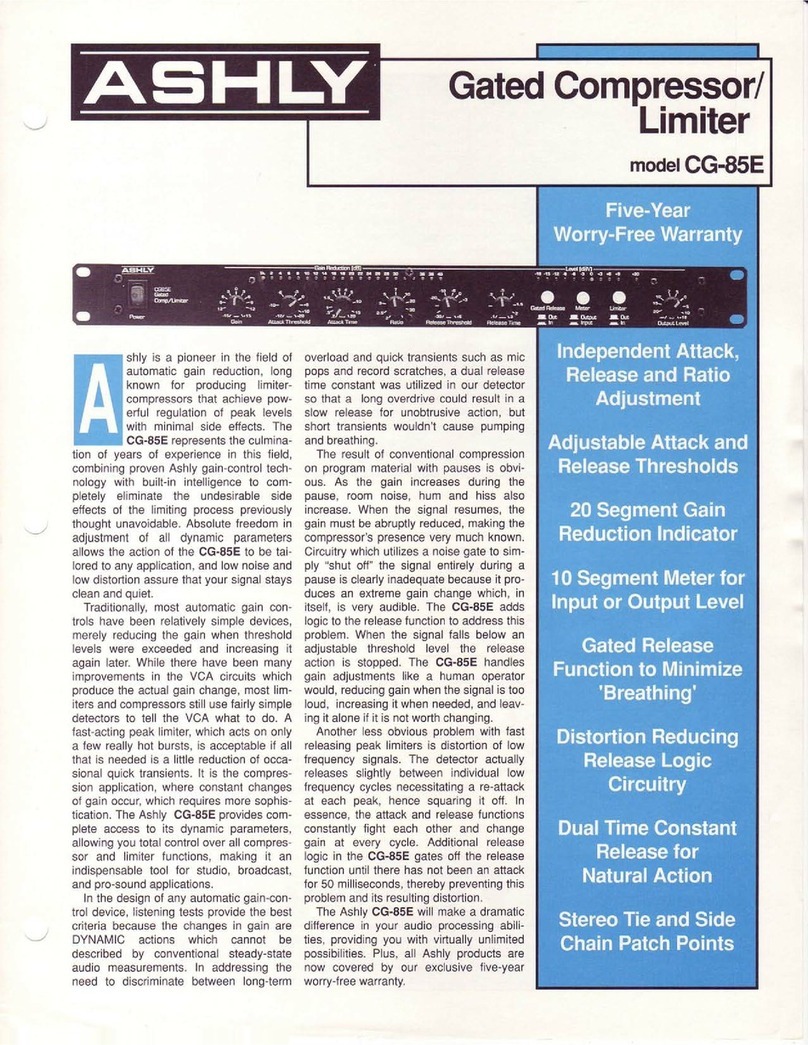 ASHLY
Gated Compressor/
Limiter
model CG-85E
Five-Year
Worry-Free Warranty
ASHLY
CG85E
Gated
Comp/Limiter
Power
Gain Reduction (dB)
Level (dBV)
Gain
Attack Threshold
Attack Time
Ratio
Release Threshold
Release Time
Gated Release
Meter
Limiter
Output Level
Out
In
Output
Input
Out
In
Ashly is a pioneer in the field of
automatic gain reduction, long
known for producing limiter-
compressors that achieve pow-
erful regulation of peak levels
with minimal side effects. The
CG-85E represents the culmina-
tion of years of experience in this field,
combining proven Ashly gain-control tech-
nology with built-in intelligence to com-
pletely eliminate the undesirable side
effects of the limiting process previously
thought unavoidable. Absolute freedom in
adjustment of all dynamic parameters
allows the action of the CG-85E to be tai-
lored to any application, and low noise and
low distortion assure that your signal stays
clean and quiet.
Traditionally, most automatic gain con-
trols have been relatively simple devices,
merely reducing the gain when threshold
levels were exceeded and increasing it
again later. While there have been many
improvements in the VCA circuits which
produce the actual gain change, most lim-
iters and compressors still use fairly simple
detectors to tell the VCA what to do. A
fast-acting peak limiter, which acts on only
a few really hot bursts, is acceptable if all
that is needed is a little reduction of occa-
sional quick transients. It is the compres-
sion application, where constant changes
of gain occur, which requires more sophis-
tication. The Ashly CG-85E provides com-
plete access to its dynamic parameters,
allowing you total control over all compres-
sor and limiter functions, making it an
indispensable tool for studio, broadcast,
and pro-sound applications.
In the design of any automatic gain-con-
trol device, listening tests provide the best
criteria because the changes in gain are
DYNAMIC actions which cannot be
described by conventional steady-state
audio measurements. In addressing the
need to discriminate between long-term
overload and quick transients such as mic
pops and record scratches, a dual release
time constant was utilized in our detector
so that a long overdrive could result in a
slow release for unobtrusive action, but
short transients wouldn't cause pumping
and breathing.
The result of conventional compression
on program material with pauses is obvi-
ous. As the gain increases during the
pause, room noise, hum and hiss also
increase. When the signal resumes, the
gain must be abruptly reduced, making the
compressor's presence very much known.
Circuitry which utilizes a noise gate to sim-
ply "shut off" the signal entirely during a
pause is clearly inadequate because it pro-
duces an extreme gain change which, in
itself, is very audible. The CG-85E adds
logic to the release function to address this
problem. When the signal falls below an
adjustable threshold level the release
action is stopped. The CG-85E handles
gain adjustments like a human operator
would, reducing gain when the signal is too
loud, increasing it when needed, and leav-
ing it alone if it is not worth changing.
Another less obvious problem with fast
releasing peak limiters is distortion of low
frequency signals. The detector actually
releases slightly between individual low
frequency cycles necessitating a re-attack
at each peak, hence squaring it off. In
essence, the attack and release functions
constantly fight each other and change
gain at every cycle. Additional release
logic in the CG-85E gates off the release
function until there has not been an attack
for 50 milliseconds, thereby preventing this
problem and its resulting distortion.
The Ashly CG-85E will make a dramatic
difference in your audio processing abili-
ties, providing you with virtually unlimited
possibilities. Plus, all Ashly products are
now covered by our exclusive five-year
worry-free warranty.
Independent Attack,
Release and Ratio
Adjustment
Adjustable Attack and
Release Thresholds
20 Segment Gain
Reduction Indicator
10 Segment Meter for
Input or Output Level
Gated Release
Function to Minimize
'Breathing'
Distortion Reducing
Release Logic
Circuitry
Dual Time Constant
Release for
Natural Action
Stereo Tie and Side
Chain Patch Points